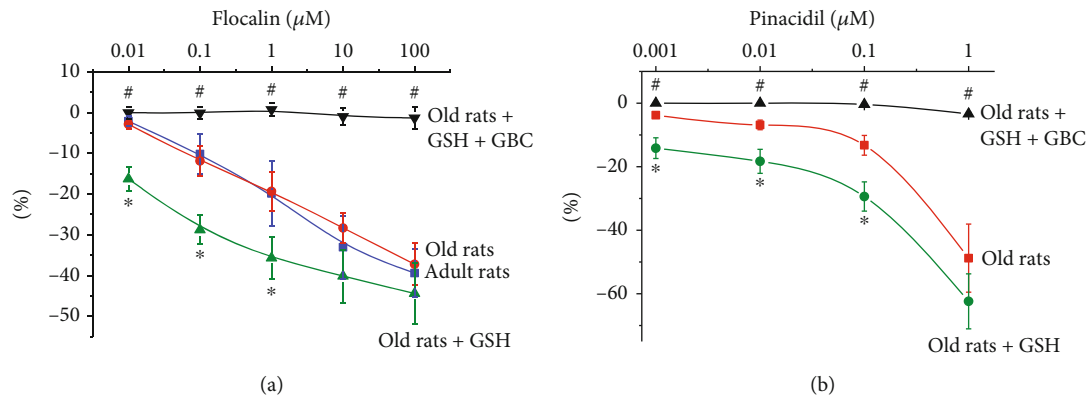 Flocalin (μM)
0.01 0.1 1 10 100
10
0
−10
−20
−30
−40
−50
(%)
# # # # #
* * *
Old rats +
GSH + GBC
Old rats
Adult rats
Old rats + GSH
(a)
Pinacidil (μM)
0.001 0.01 0.1 1
0
−20
−40
−60
(%)
# # # #
* * *
Old rats +
GSH + GBC
Old rats
Old rats + GSH
(b)